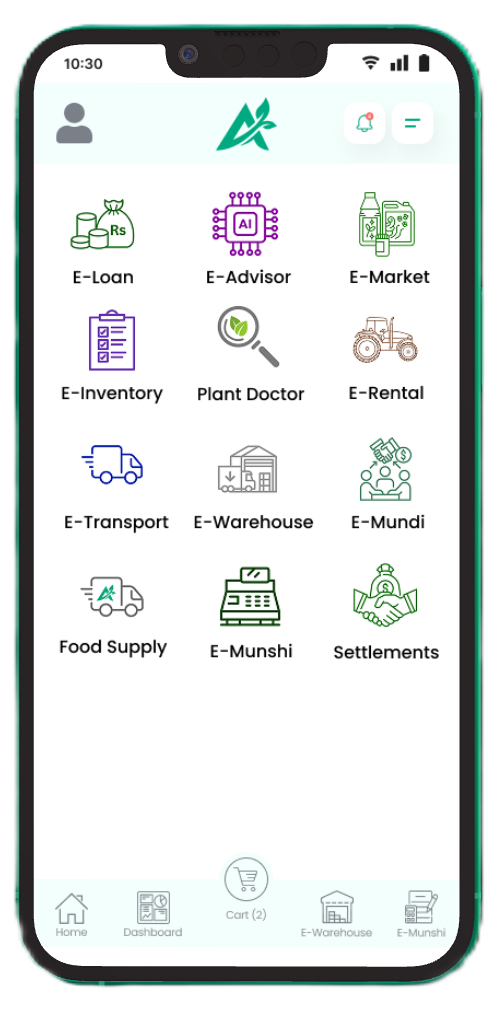 10:30
Rs
AI
E-Loan
E-Advisor
E-Market
E-Inventory
Plant Doctor
E-Rental
E-Transport
E-Warehouse
E-Mundi
Food Supply
E-Munshi
Settlements
Home
Dashboard
Cart (2)
E-Warehouse
E-Munshi